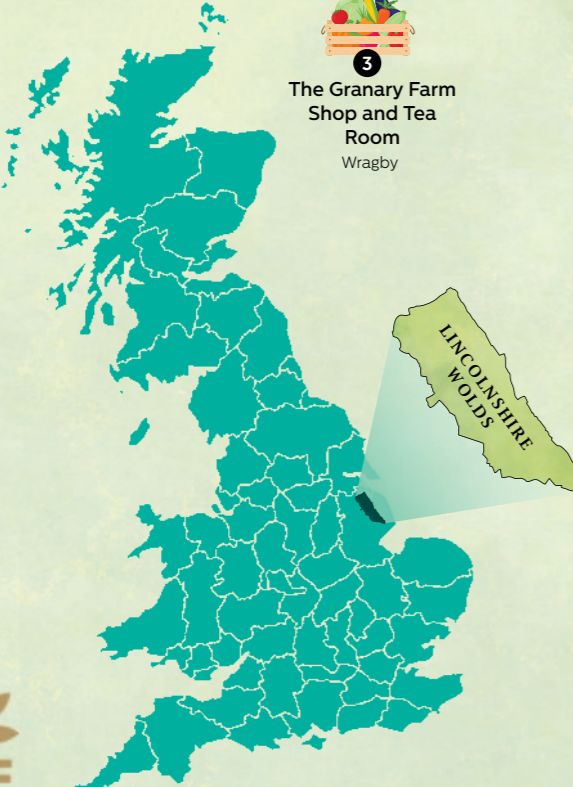 3
The Granary Farm
Shop and Tea
Room
Wragby
LINCOLNSHIRE
WOLDS